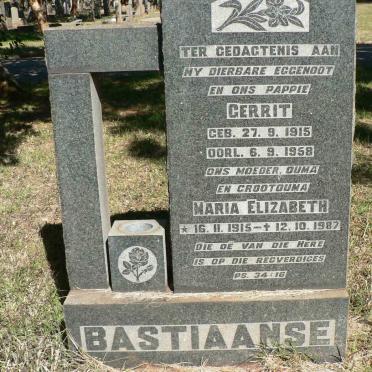 TER GEDAGTENIS AAN
MY DIERBARE EGGENOOT
EN ONS PAPPIE
GERRIT
GEB. 27. 9. 1915
OORL. 6. 9. 1958
ONS MOEDER, OUMA
EN GROOTOUMA
MARIA ELIZABETH
* 16. 11. 1915 - † 12. 10. 1987
DIE OË VAN DIE HERE
IS OP DIE REGVERDIGES
PS. 34:16
BASTIAANSE